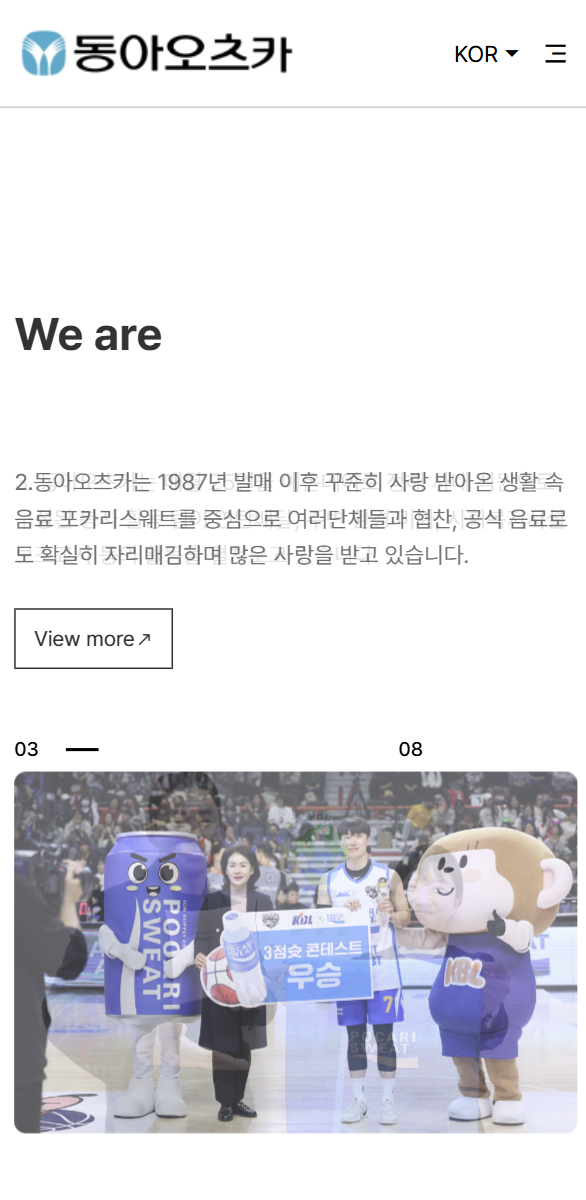 동아오츠카
KOR
We are
2.동아오츠카는 1987년 발매 이후 꾸준히 사랑 받아온 생활 속
음료 포카리스웨트를 중심으로 여러단체들과 협찬, 공식 음료로
도 확실히 자리매김하며 많은 사랑을 받고 있습니다.
View more↗
03
08
POCARI
SWEAT
KBL
3점슛 콘테스트
우승
7
KBL
POCARI
SWEAT